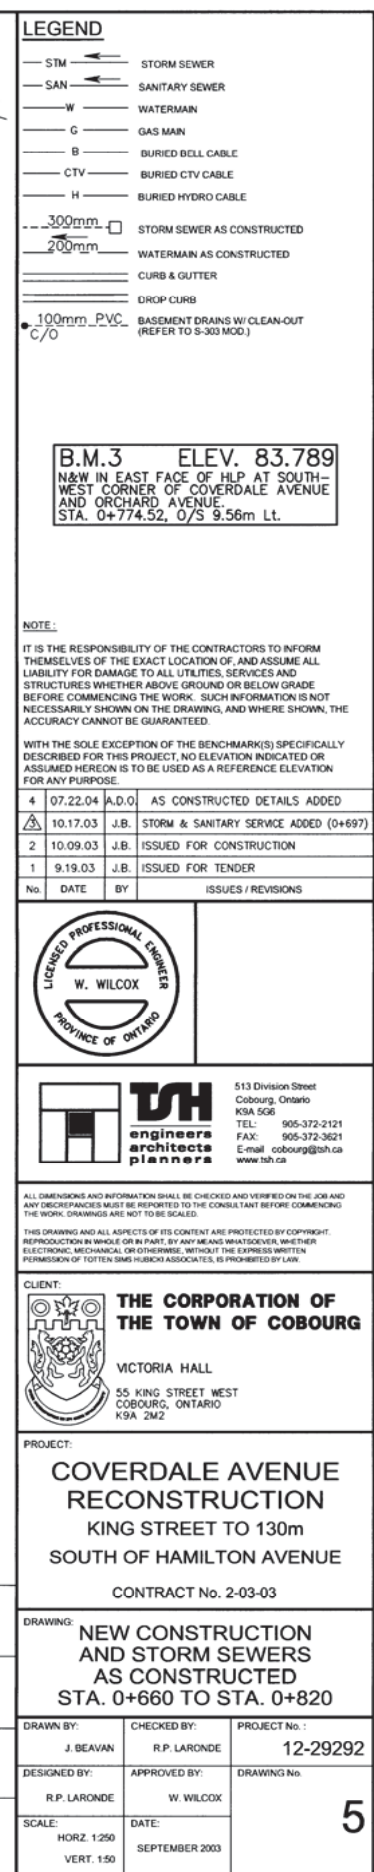 LEGEND
STM STORM SEWER
SAN SANITARY SEWER
W WATERMAIN
G GAS MAIN
B BURIED BELL CABLE
CTV BURIED CTV CABLE
H BURIED HYDRO CABLE
300mm STORM SEWER AS CONSTRUCTED
200mm WATERMAIN AS CONSTRUCTED
CURB & GUTTER
DROP CURB
100mm PVC BASEMENT DRAINS W/ CLEAN-OUT
C/O (REFER TO S-303 MOD.)
B.M.3 ELEV. 83.789
N&W IN EAST FACE OF HLP AT SOUTH-
WEST CORNER OF COVERDALE AVENUE
AND ORCHARD AVENUE.
STA. 0+774.52, O/S 9.56m Lt.
NOTE :
IT IS THE RESPONSIBILITY OF THE CONTRACTORS TO INFORM
THEMSELVES OF THE EXACT LOCATION OF, AND ASSUME ALL
LIABILITY FOR DAMAGE TO ALL UTILITIES, SERVICES AND
STRUCTURES WHETHER ABOVE GROUND OR BELOW GRADE
BEFORE COMMENCING THE WORK. SUCH INFORMATION IS NOT
NECESSARILY SHOWN ON THE DRAWING, AND WHERE SHOWN, THE
ACCURACY CANNOT BE GUARANTEED.
WITH THE SOLE EXCEPTION OF THE BENCHMARK(S) SPECIFICALLY
DESCRIBED FOR THIS PROJECT, NO ELEVATION INDICATED OR
ASSUMED HEREON IS TO BE USED AS A REFERENCE ELEVATION
FOR ANY PURPOSE.
4 07.22.04 A.D.O. AS CONSTRUCTED DETAILS ADDED
3 10.17.03 J.B. STORM & SANITARY SERVICE ADDED (0+697)
2 10.09.03 J.B. ISSUED FOR CONSTRUCTION
1 9.19.03 J.B. ISSUED FOR TENDER
No. DATE BY ISSUES / REVISIONS
LICENSED PROFESSIONAL ENGINEER
W. WILCOX
PROVINCE OF ONTARIO
TSH
engineers
architects
planners
513 Division Street
Cobourg, Ontario
K9A 5G6
TEL: 905-372-2121
FAX: 905-372-3621
E-mail cobourg@tsh.ca
www.tsh.ca
ALL DIMENSIONS AND INFORMATION SHALL BE CHECKED AND VERIFIED ON THE JOB AND
ANY DISCREPANCIES MUST BE REPORTED TO THE CONSULTANT BEFORE COMMENCING
THE WORK. DRAWINGS ARE NOT TO BE SCALED.
THIS DRAWING AND ALL ASPECTS OF ITS CONTENT ARE PROTECTED BY COPYRIGHT.
REPRODUCTION IN WHOLE OR IN PART, BY ANY MEANS WHATSOEVER, WHETHER
ELECTRONIC, MECHANICAL OR OTHERWISE, WITHOUT THE EXPRESS WRITTEN
PERMISSION OF TOTTEN SIMS HUBICKI ASSOCIATES, IS PROHIBITED BY LAW.
CLIENT:
THE CORPORATION OF
THE TOWN OF COBOURG
VICTORIA HALL
55 KING STREET WEST
COBOURG, ONTARIO
K9A 2M2
PROJECT:
COVERDALE AVENUE
RECONSTRUCTION
KING STREET TO 130m
SOUTH OF HAMILTON AVENUE
CONTRACT No. 2-03-03
DRAWING:
NEW CONSTRUCTION
AND STORM SEWERS
AS CONSTRUCTED
STA. 0+660 TO STA. 0+820
DRAWN BY: CHECKED BY: PROJECT No. :
J. BEAVAN R.P. LARONDE 12-29292
DESIGNED BY: APPROVED BY: DRAWING No.
R.P. LARONDE W. WILCOX 5
SCALE: DATE:
HORZ. 1:250 SEPTEMBER 2003
VERT. 1:50